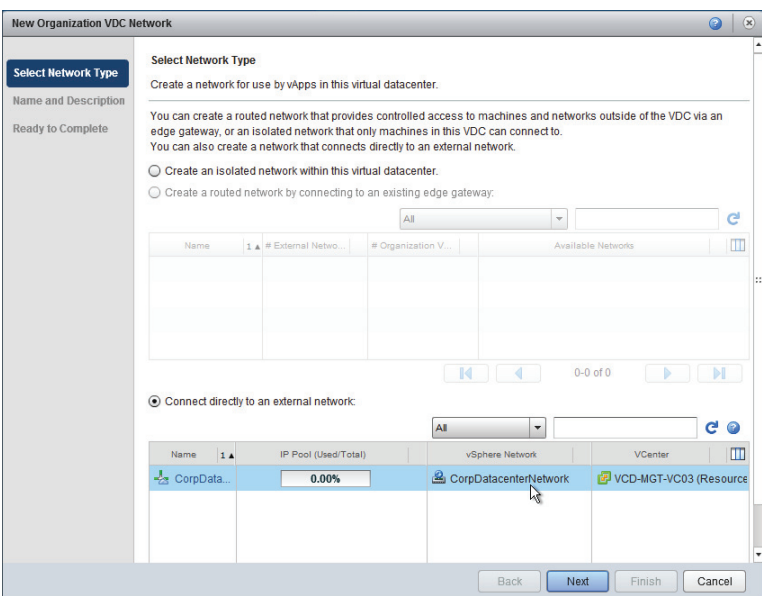 New Organization VDC Network
Select Network Type
Name and Description
Ready to Complete
Select Network Type
Create a network for use by vApps in this virtual datacenter.
You can create a routed network that provides controlled access to machines and networks outside of the VDC via an
edge gateway, or an isolated network that only machines in this VDC can connect to.
You can also create a network that connects directly to an external network.
Create an isolated network within this virtual datacenter.
Create a routed network by connecting to an existing edge gateway:
All
Name 1 ▲ # External Netwo... # Organization V... Available Networks
0-0 of 0
Connect directly to an external network:
All
Name 1 ▲ IP Pool (Used/Total) vSphere Network VCenter
CorpData... 0.00% CorpDatacenterNetwork VCD-MGT-VC03 (Resource
Back Next Finish Cancel